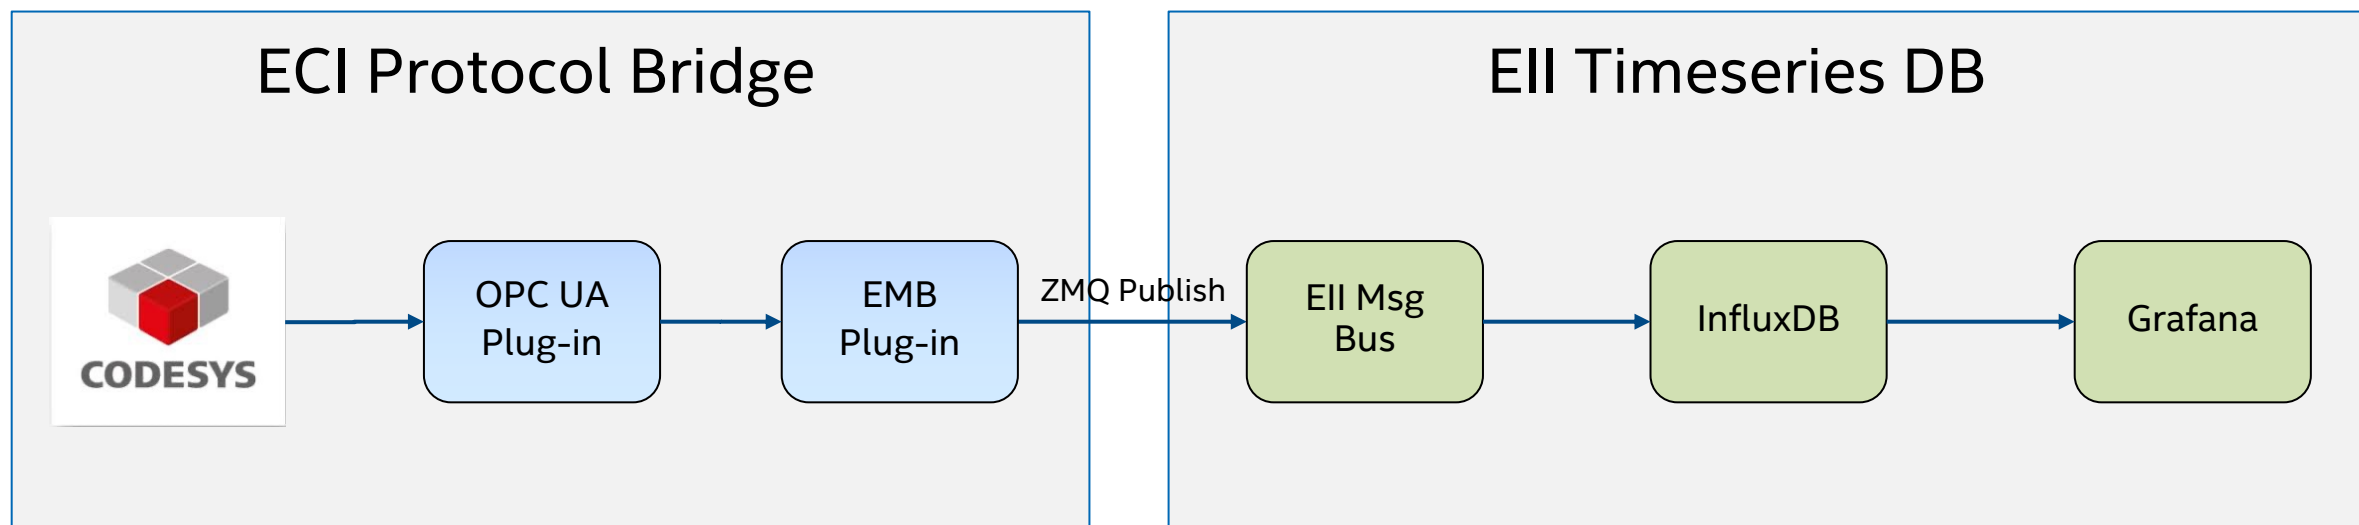 ECI Protocol Bridge
EII Timeseries DB
CODESYS
OPC UA
Plug-in
EMB
Plug-in
ZMQ Publish
EII Msg
Bus
InfluxDB
Grafana